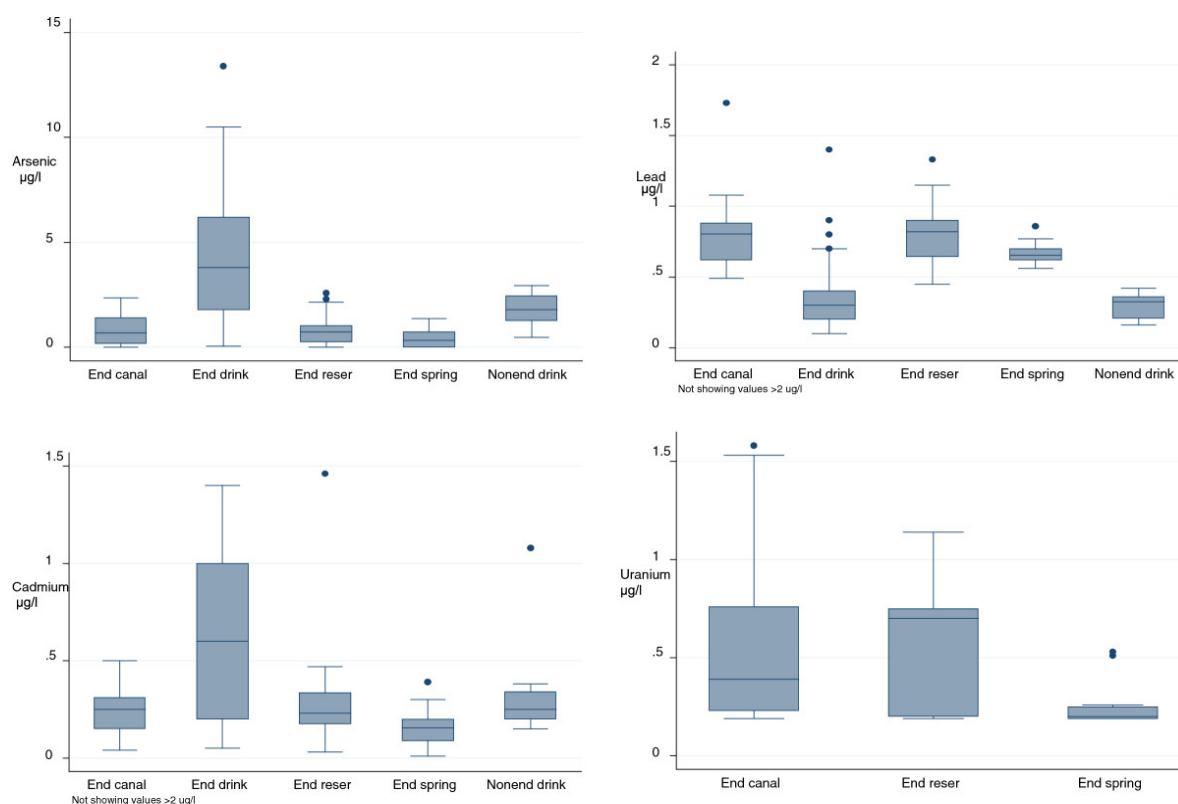 15
10
Arsenic
µg/l
5
0
End canal End drink End reser End spring Nonend drink
2
1.5
Lead
µg/l
1
.5
0
End canal End drink End reser End spring Nonend drink
Not showing values >2 ug/l
1.5
1
Cadmium
µg/l
.5
0
End canal End drink End reser End spring Nonend drink
Not showing values >2 ug/l
1.5
1
Uranium
µg/l
.5
0
End canal End reser End spring